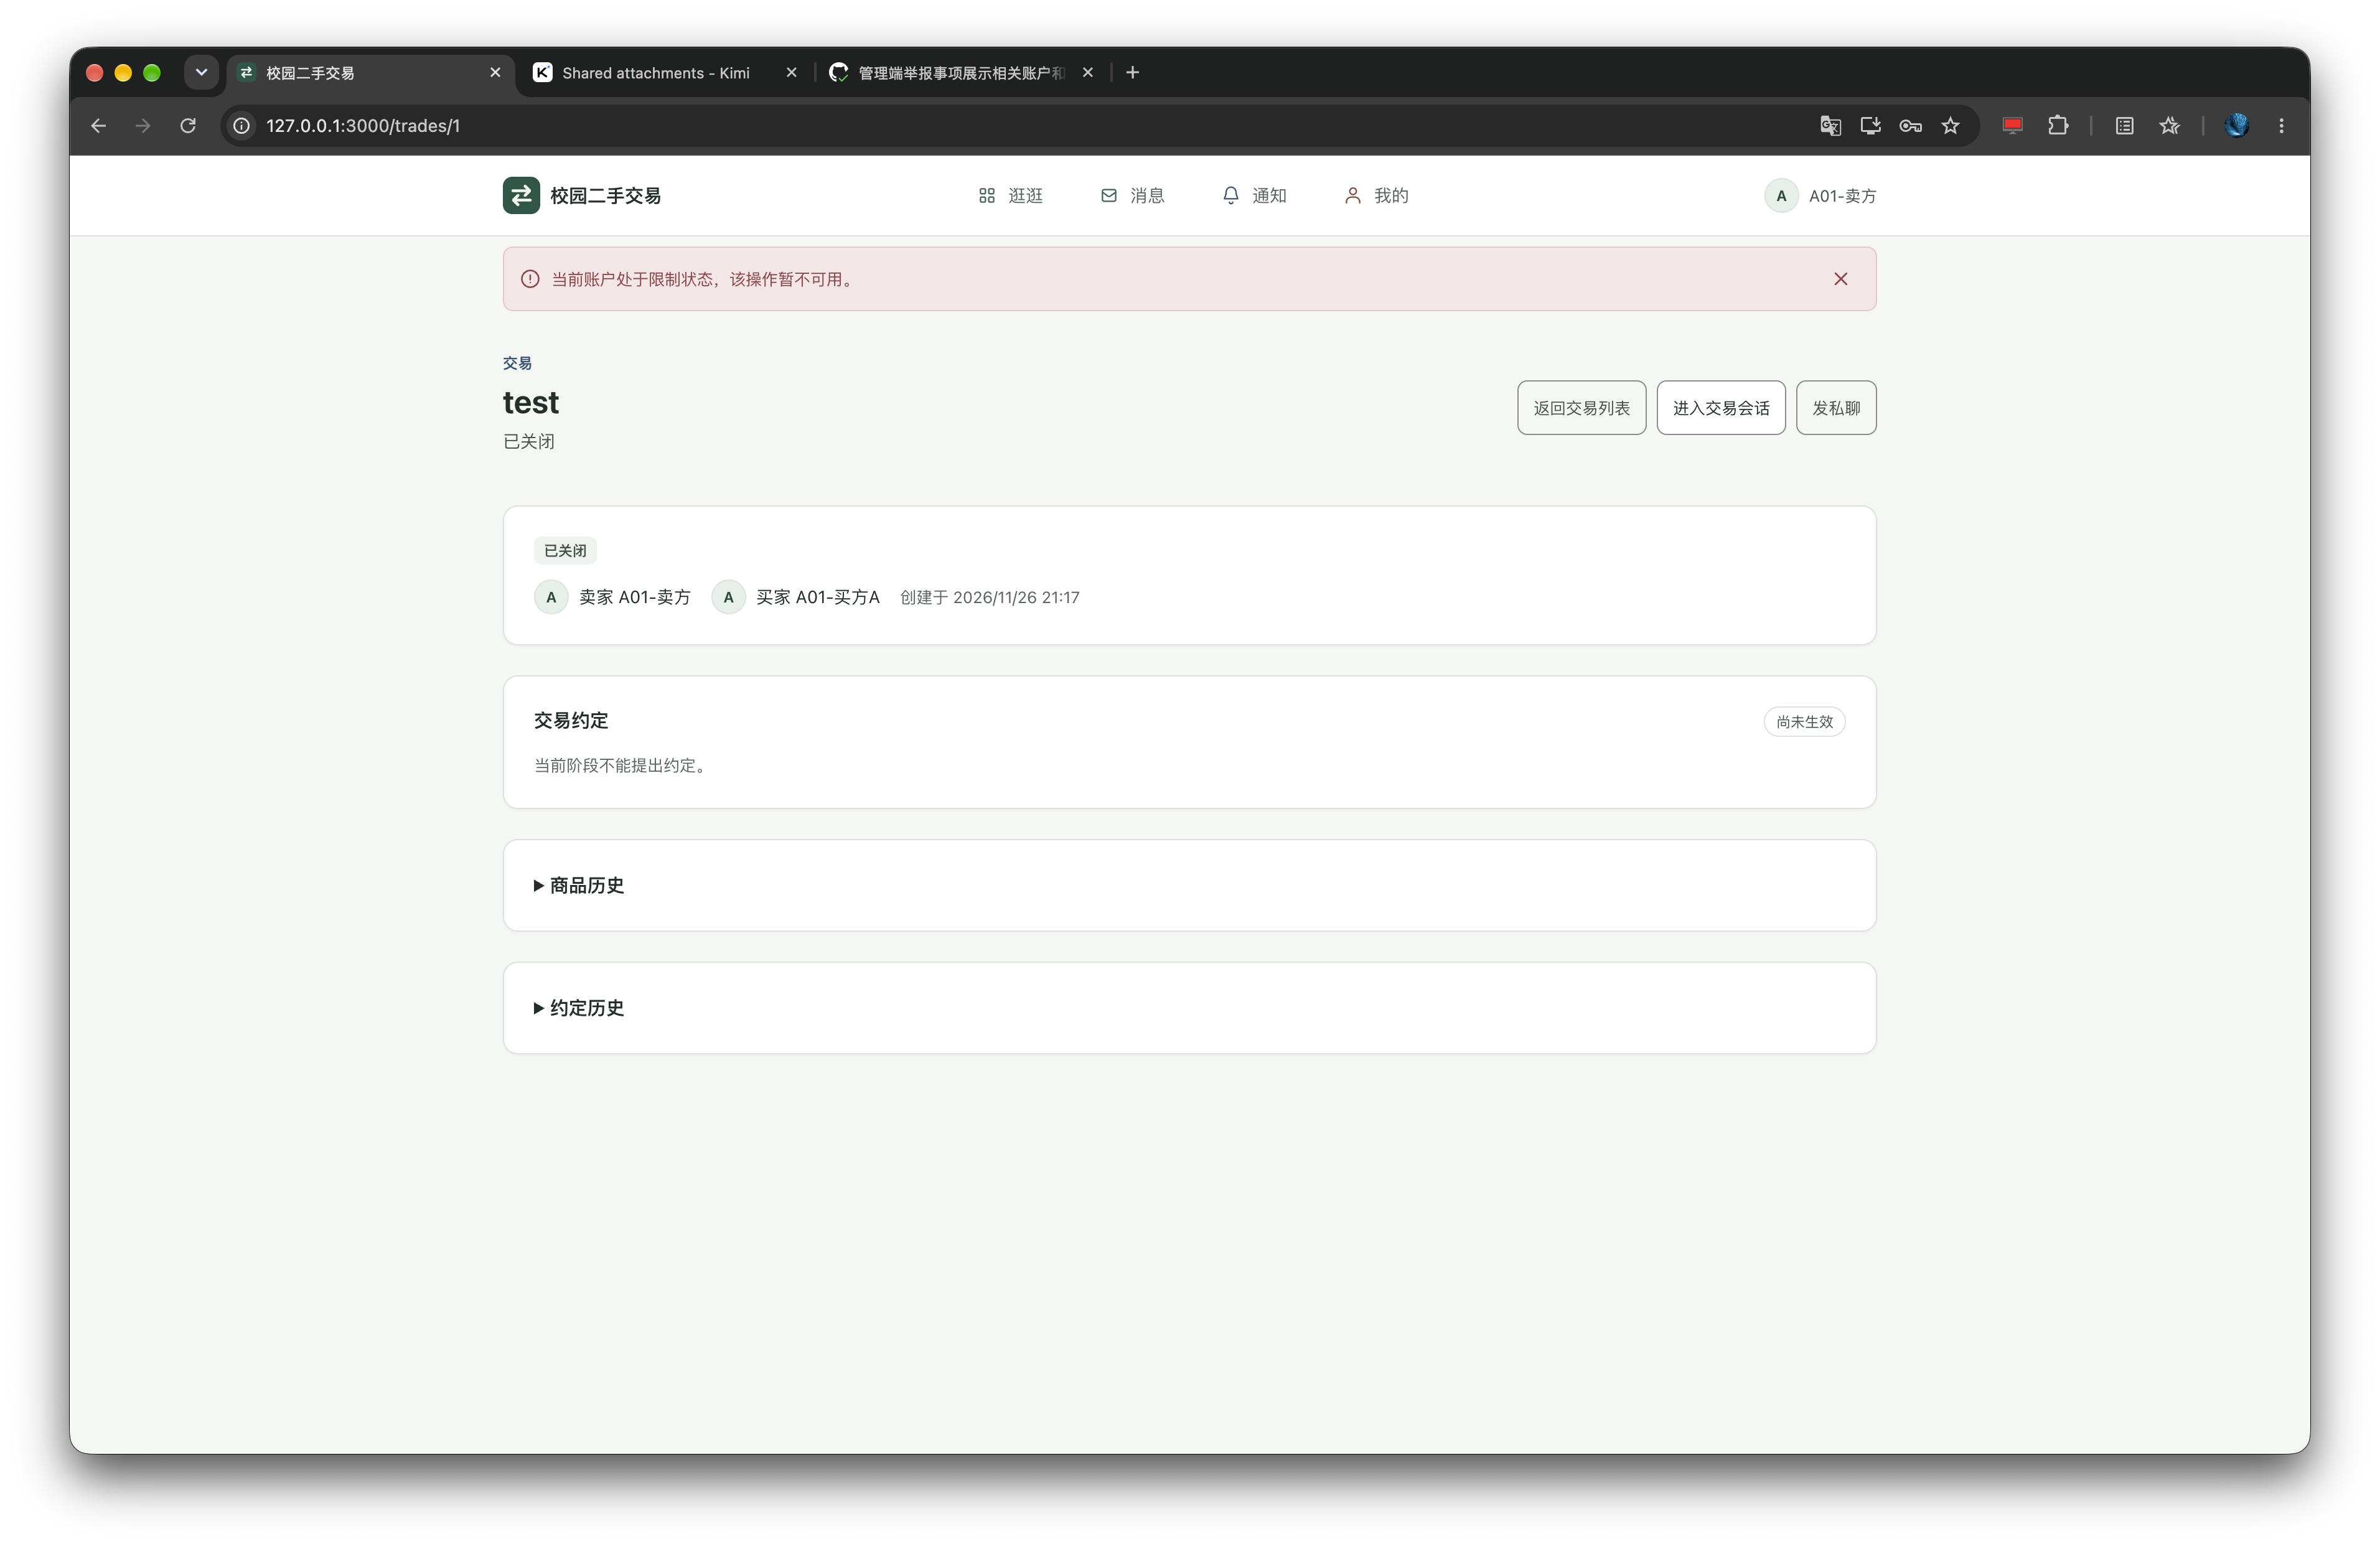 校园二手交易
Shared attachments - Kimi
管理端举报事项展示相关账户和
127.0.0.1:3000/trades/1
校园二手交易
逛逛
消息
通知
我的
A
A01-卖方
当前账户处于限制状态，该操作暂不可用。
交易
test
已关闭
返回交易列表
进入交易会话
发私聊
已关闭
A 卖家 A01-卖方 A 买家 A01-买方A 创建于 2026/11/26 21:17
交易约定
尚未生效
当前阶段不能提出约定。
商品历史
约定历史